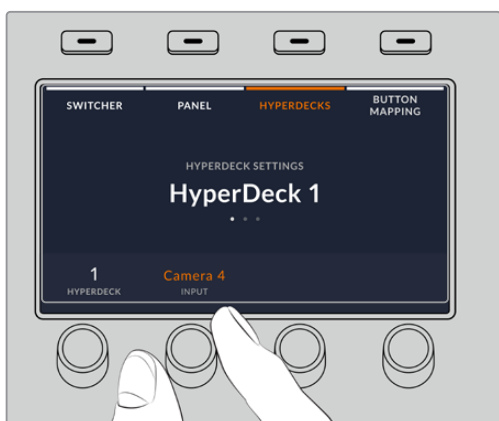 SWITCHER
PANEL
HYPERDECKS
BUTTON
MAPPING
HYPERDECK SETTINGS
HyperDeck 1
1
HYPERDECK
Camera 4
INPUT